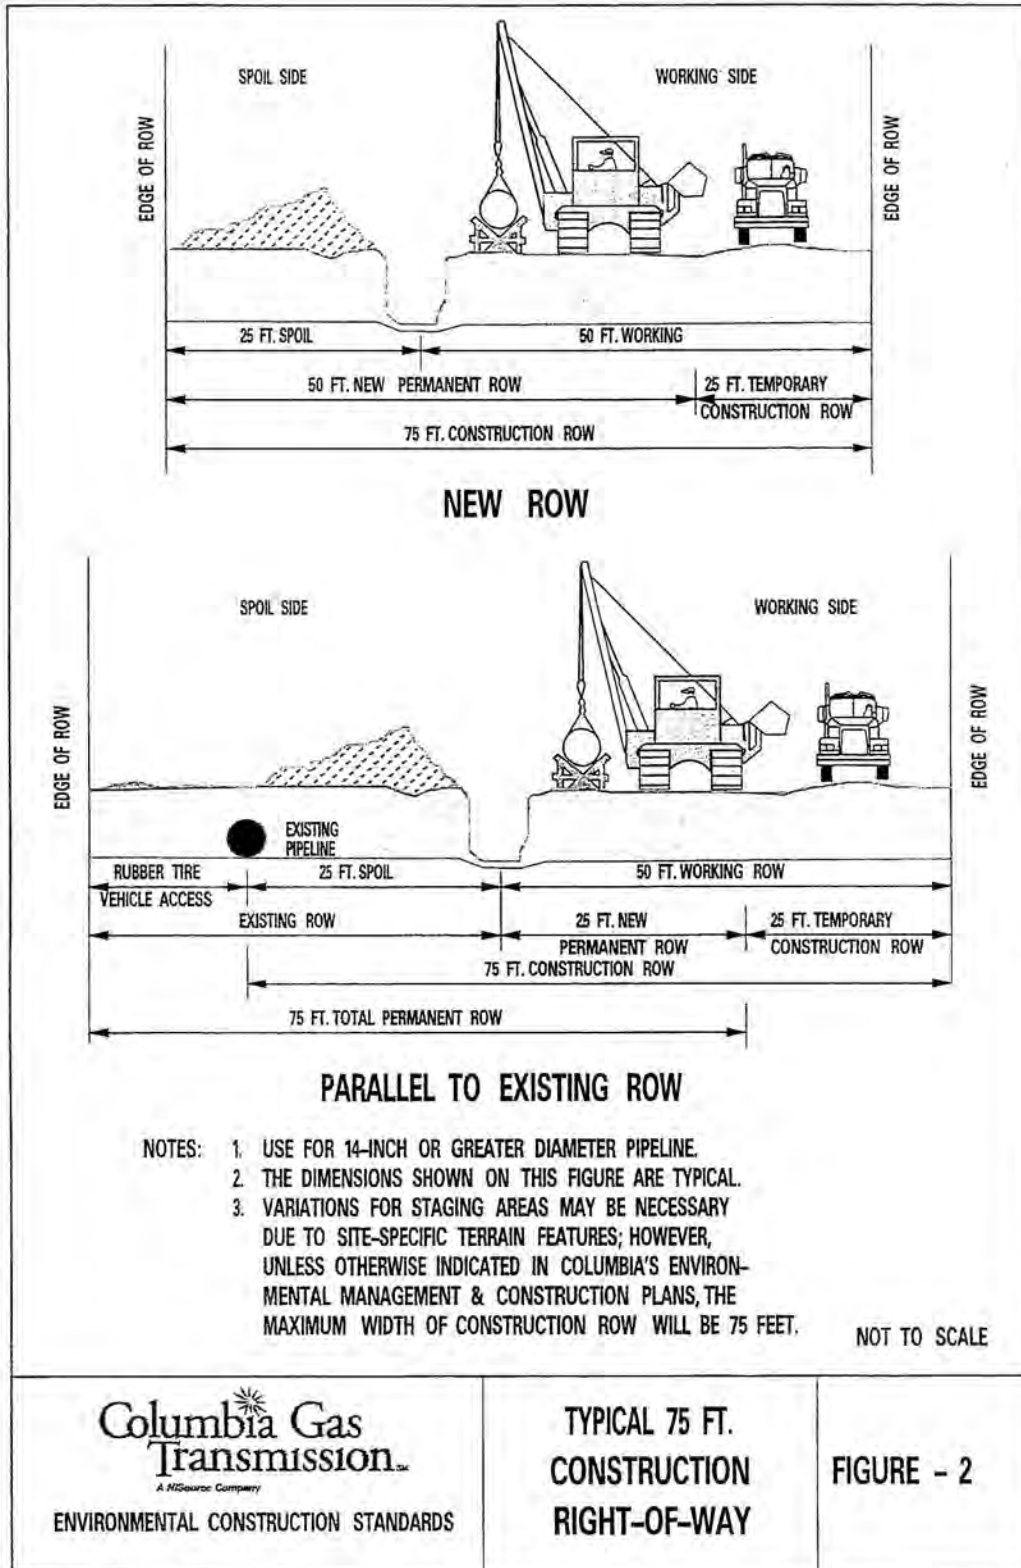 SPOIL SIDE
WORKING SIDE
EDGE OF ROW
EDGE OF ROW
25 FT. SPOIL
50 FT. WORKING
50 FT. NEW PERMANENT ROW
25 FT. TEMPORARY
CONSTRUCTION ROW
75 FT. CONSTRUCTION ROW
NEW ROW
SPOIL SIDE
WORKING SIDE
EDGE OF ROW
EDGE OF ROW
EXISTING
PIPELINE
RUBBER TIRE
VEHICLE ACCESS
25 FT. SPOIL
50 FT. WORKING ROW
EXISTING ROW
25 FT. NEW
PERMANENT ROW
25 FT. TEMPORARY
CONSTRUCTION ROW
75 FT. CONSTRUCTION ROW
75 FT. TOTAL PERMANENT ROW
PARALLEL TO EXISTING ROW
NOTES: 1. USE FOR 14-INCH OR GREATER DIAMETER PIPELINE.
2. THE DIMENSIONS SHOWN ON THIS FIGURE ARE TYPICAL.
3. VARIATIONS FOR STAGING AREAS MAY BE NECESSARY
DUE TO SITE-SPECIFIC TERRAIN FEATURES; HOWEVER,
UNLESS OTHERWISE INDICATED IN COLUMBIA'S ENVIRON-
MENTAL MANAGEMENT & CONSTRUCTION PLANS, THE
MAXIMUM WIDTH OF CONSTRUCTION ROW WILL BE 75 FEET.
NOT TO SCALE
Columbia Gas
Transmission
A NiSource Company
ENVIRONMENTAL CONSTRUCTION STANDARDS
TYPICAL 75 FT.
CONSTRUCTION
RIGHT-OF-WAY
FIGURE - 2